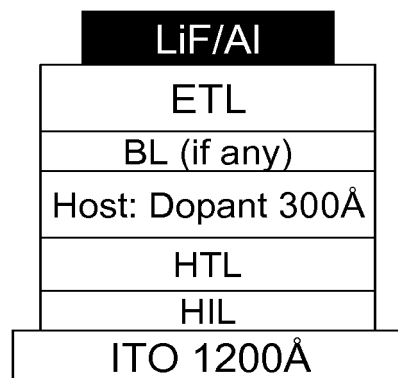 LiF/Al
ETL
BL (if any)
Host: Dopant 300Å
HTL
HIL
ITO 1200Å